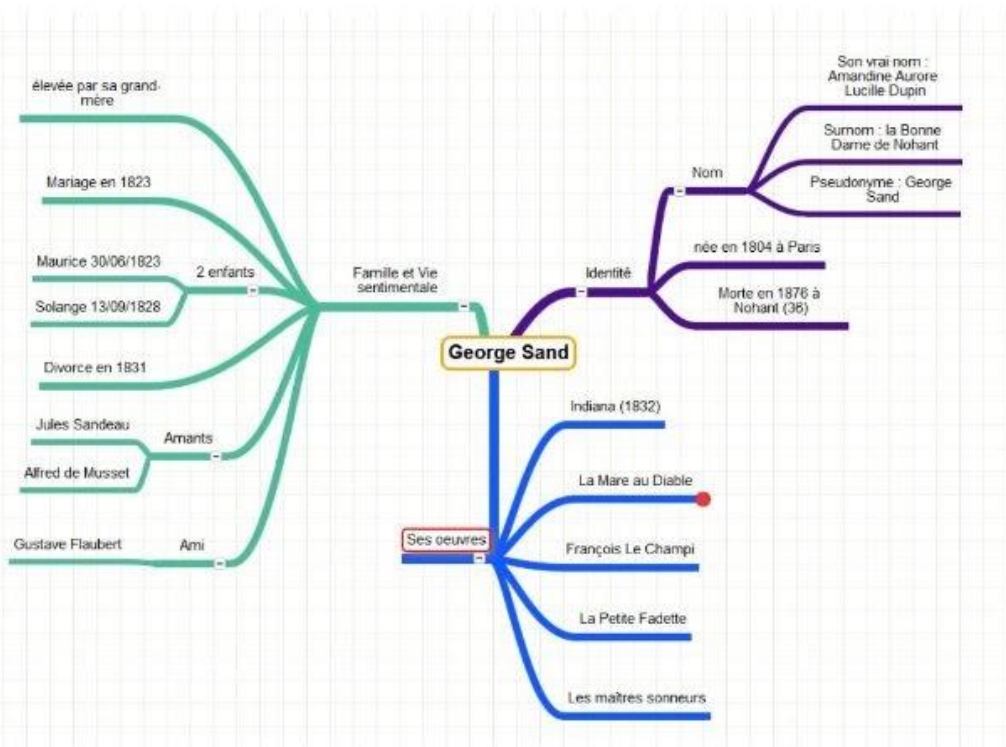 George Sand
Identité
Nom
Son vrai nom :
Amandine Aurore
Lucille Dupin
Surnom : la Bonne
Dame de Nohant
Pseudonyme : George
Sand
née en 1804 à Paris
Morte en 1876 à
Nohant (36)
Ses oeuvres
Indiana (1832)
La Mare au Diable
François Le Champi
La Petite Fadette
Les maîtres sonneurs
Famille et Vie
sentimentale
élevée par sa grand-
mère
Mariage en 1823
2 enfants
Maurice 30/06/1823
Solange 13/09/1828
Divorce en 1831
Amants
Jules Sandeau
Alfred de Musset
Ami
Gustave Flaubert